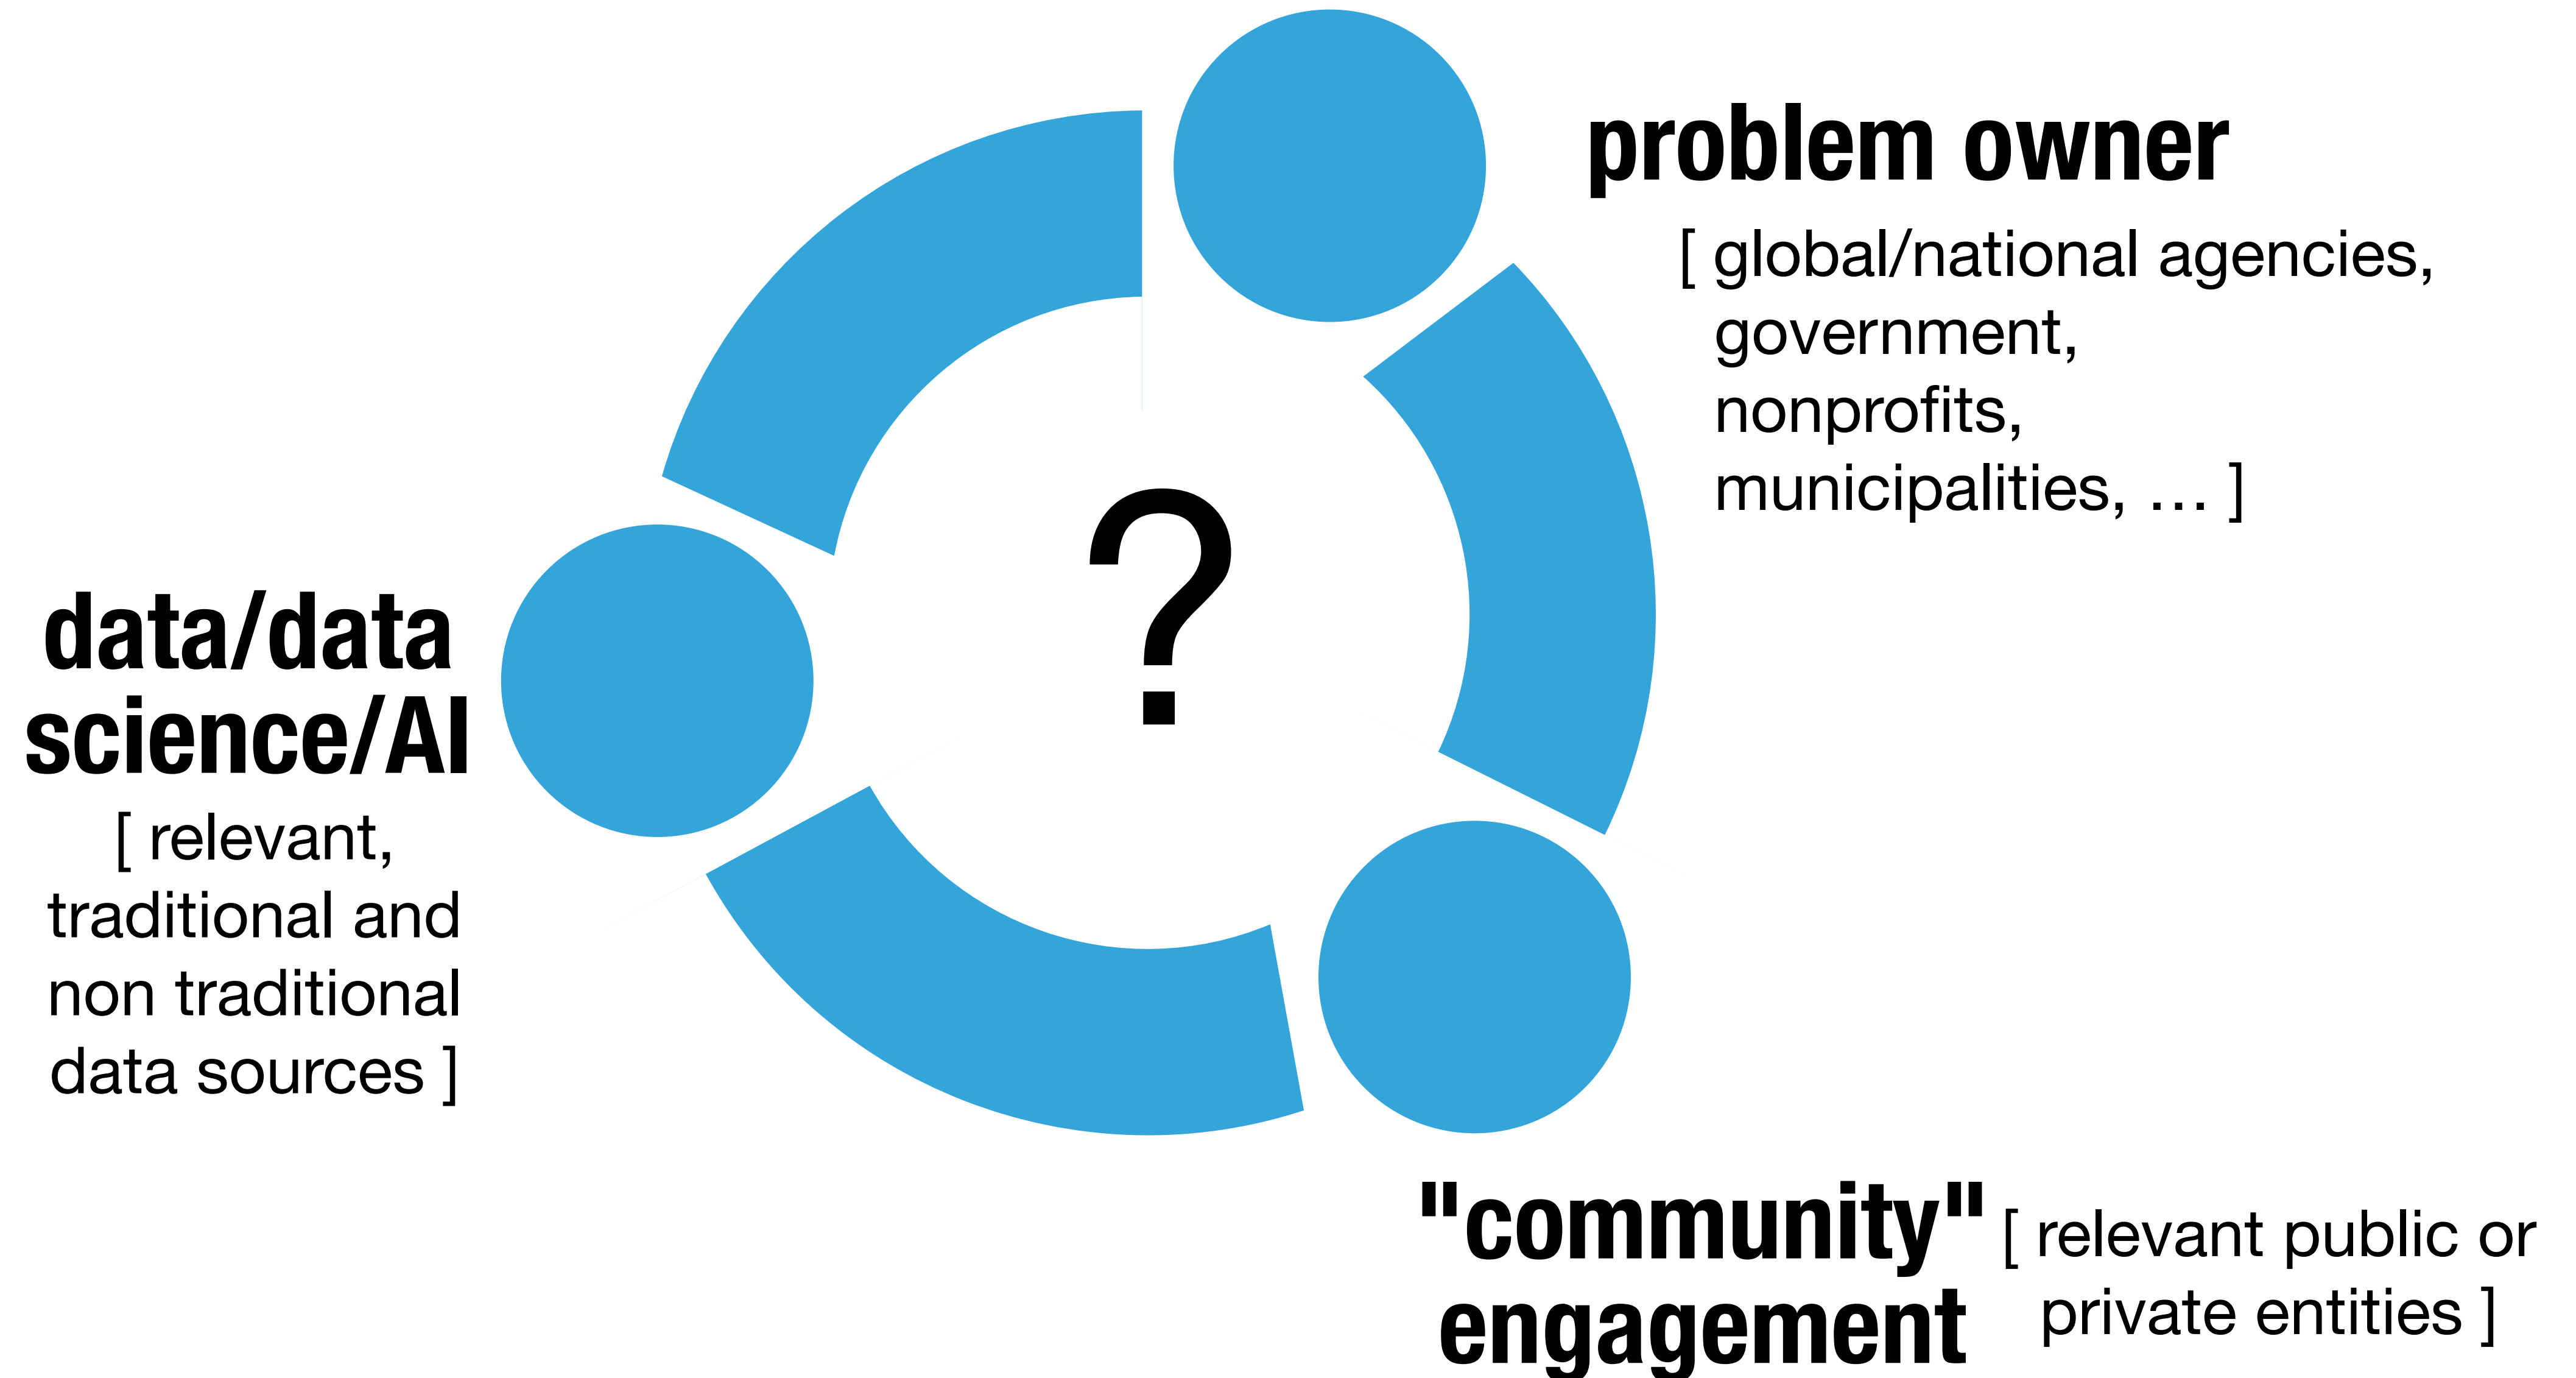 problem owner
[ global/national agencies,
government,
nonprofits,
municipalities, … ]
?
data/data
science/AI
[ relevant,
traditional and
non traditional
data sources ]
"community"
engagement
[ relevant public or
private entities ]